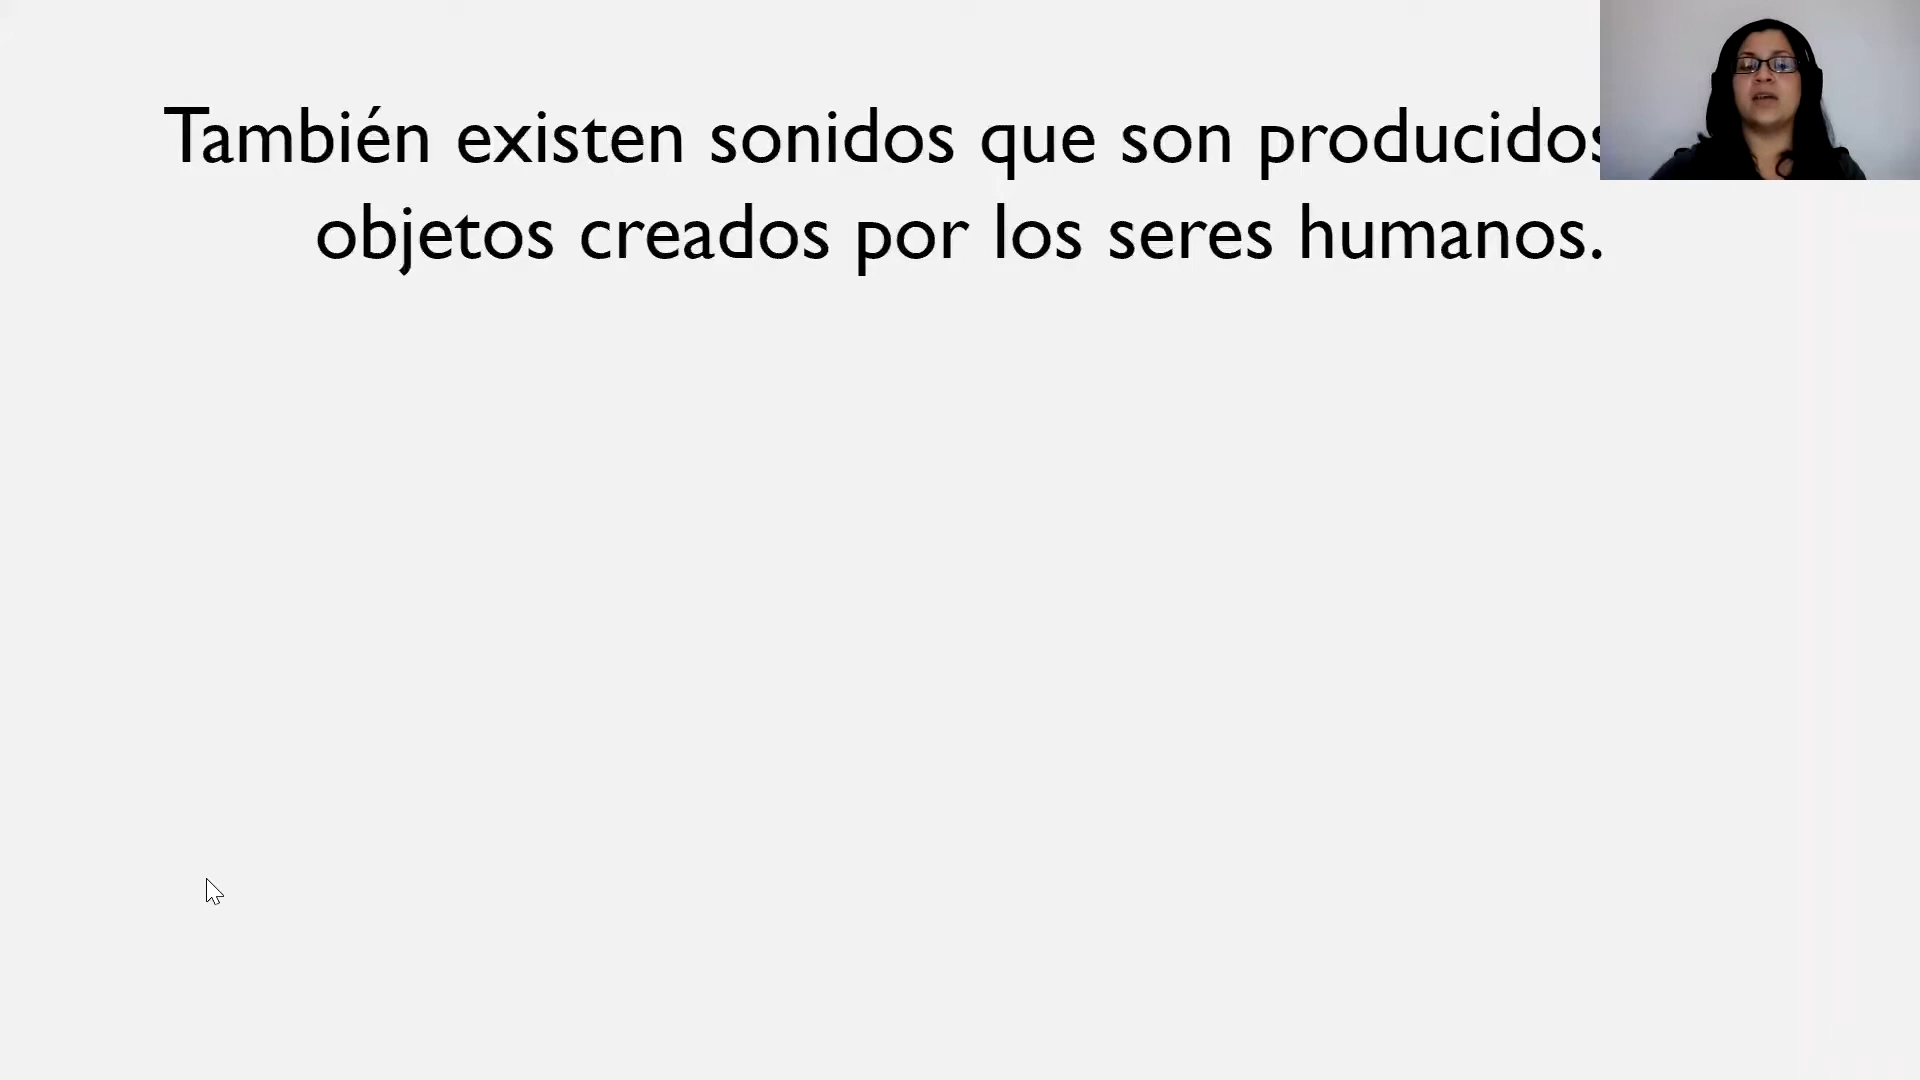 También existen sonidos que son producidos
objetos creados por los seres humanos.